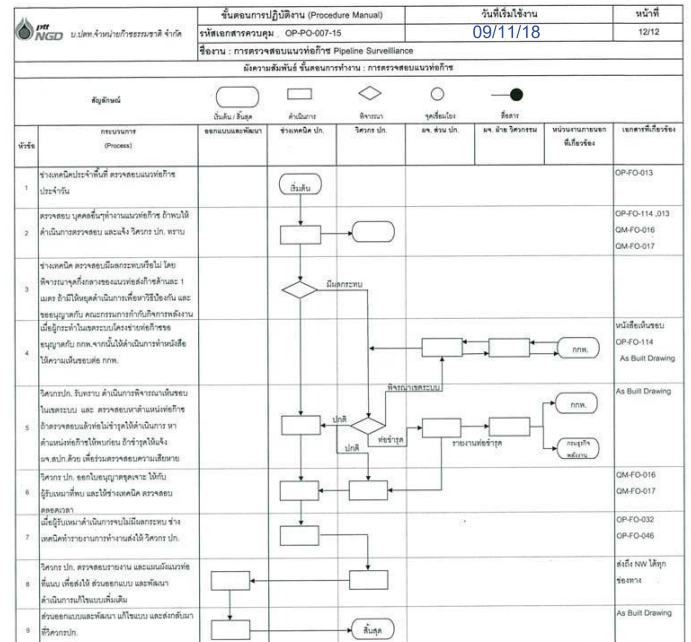 ptt
NGD
บ.ปตท.จำหน่ายก๊าซธรรมชาติ จำกัด
ขั้นตอนการปฏิบัติงาน (Procedure Manual)
วันที่เริ่มใช้งาน
หน้าที่
รหัสเอกสารควบคุม OP-PO-007-15
09/11/18
12/12
ชื่องาน : การตรวจสอบแนวท่อก๊าซ Pipeline Surveillance
ผังความสัมพันธ์ ขั้นตอนการทำงาน : การตรวจสอบแนวท่อก๊าซ
สัญลักษณ์
เริ่มต้น / สิ้นสุด
ดำเนินการ
พิจารณา
จุดเชื่อมโยง
สื่อสาร
หัวข้อ
กระบวนการ
(Process)
ออกแบบและพัฒนา
ช่างเทคนิค ปก.
วิศวกร ปก.
ผจ. ส่วน ปก.
ผจ. ฝ่าย วิศวกรรม
หน่วยงานภายนอก
ที่เกี่ยวข้อง
เอกสารที่เกี่ยวข้อง
1
ช่างเทคนิคประจำพื้นที่ ตรวจสอบแนวท่อก๊าซ
ประจำวัน
เริ่มต้น
OP-FO-013
2
ตรวจสอบ บุคคลอื่นๆทำงานแนวท่อก๊าซ ถ้าพบให้
ดำเนินการตรวจสอบ และแจ้ง วิศวกร ปก. ทราบ
OP-FO-114 ,013
QM-FO-016
QM-FO-017
3
ช่างเทคนิค ตรวจสอบมีผลกระทบหรือไม่ โดย
พิจารณาจุดกึ่งกลางของแนวท่อส่งก๊าซด้านละ 1
เมตร ถ้ามีให้หยุดดำเนินการเพื่อหาวิธีป้องกัน และ
ขออนุญาตกับ คณะกรรมการกำกับกิจการพลังงาน
มีผลกระทบ
4
เมื่อผู้กระทำในเขตระบบโครงข่ายท่อก๊าซขอ
อนุญาตกับ กกพ.จากนั้นให้ดำเนินการทำหนังสือ
ให้ความเห็นชอบต่อ กกพ.
กกพ.
หนังสือเห็นชอบ
OP-FO-114
As Built Drawing
พิจารณาเขตระบบ
5
วิศวกรปก. รับทราบ ดำเนินการพิจารณาเห็นชอบ
ในเขตระบบ และ ตรวจสอบหาตำแหน่งท่อก๊าซ
ถ้าตรวจสอบแล้วท่อไม่ชำรุดให้ดำเนินการ หา
ตำแหน่งท่อก๊าซให้พบก่อน ถ้าชำรุดให้แจ้ง
ผจ.สปก.ด้วย เพื่อร่วมตรวจสอบความเสียหาย
ปกติ
ปกติ
ท่อชำรุด
รายงานท่อชำรุด
กกพ.
กรมธุรกิจ
พลังงาน
As Built Drawing
6
วิศวกร ปก. ออกใบอนุญาตขุดเจาะ ให้กับ
ผู้รับเหมาที่พบ และให้ช่างเทคนิค ตรวจสอบ
ตลอดเวลา
QM-FO-016
QM-FO-017
7
เมื่อผู้รับเหมาดำเนินการจบไม่มีผลกระทบ ช่าง
เทคนิคทำรายงานการทำงานส่งให้ วิศวกร ปก.
OP-FO-032
OP-FO-046
8
วิศวกร ปก. ตรวจสอบรายงาน และแผนผังแนวท่อ
ที่แนบ เพื่อส่งให้ ส่วนออกแบบ และพัฒนา
ดำเนินการแก้ไขแบบเพิ่มเติม
ส่งถึง NW ได้ทุก
ช่องทาง
9
ส่วนออกแบบและพัฒนา แก้ไขแบบ และส่งกลับมา
ที่วิศวกรปก.
สิ้นสุด
As Built Drawing